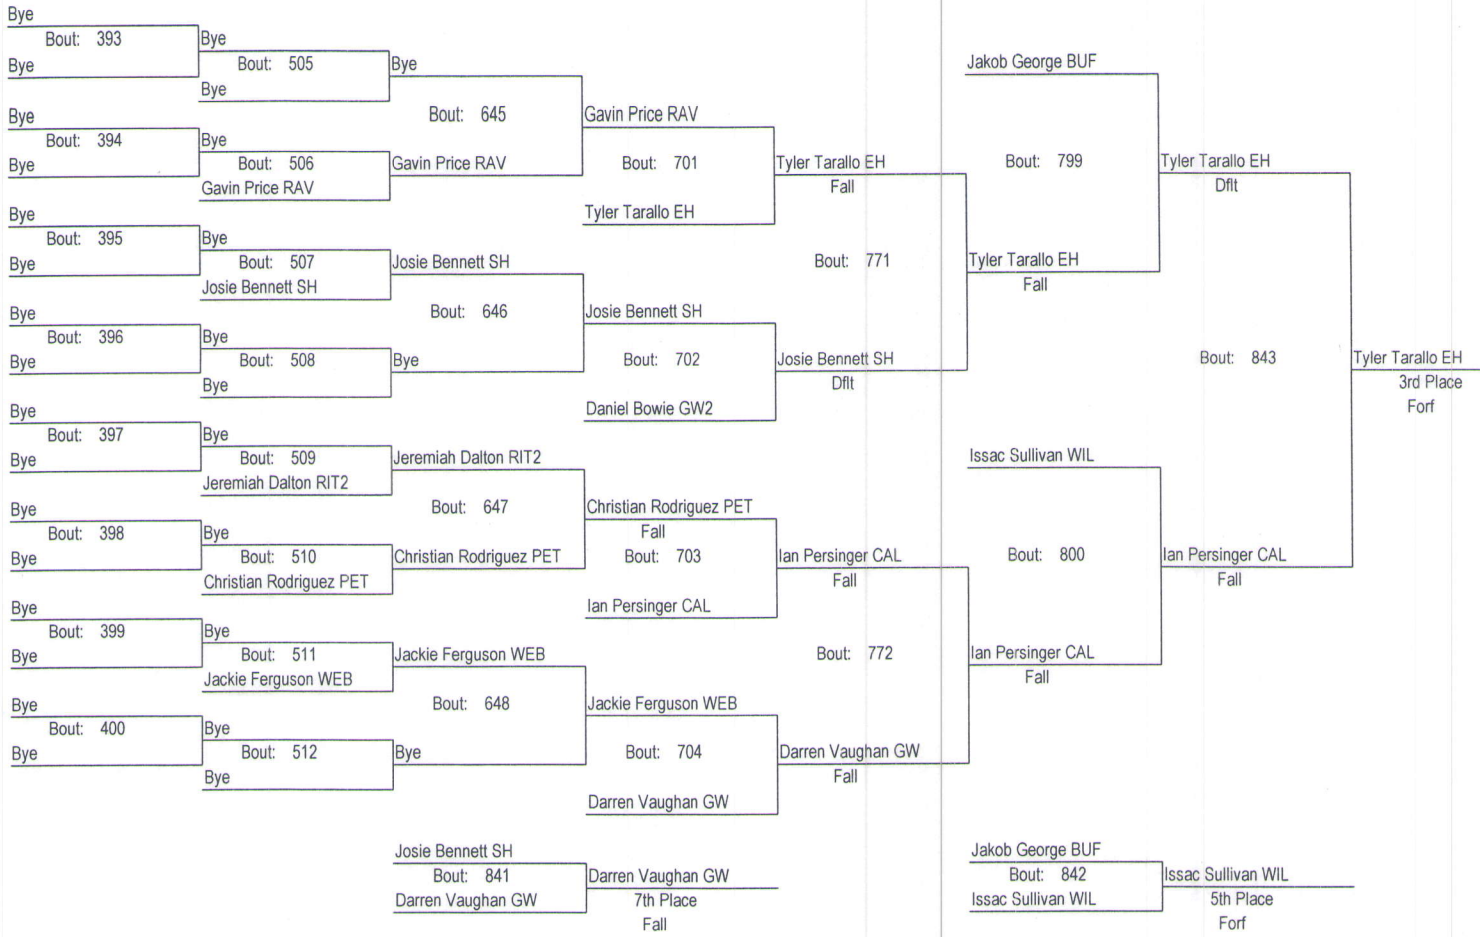 Bye
Bout: 393
Bye
Bye
Bout: 505
Bye
Bye
Bout: 394
Bye
Bye
Bout: 506
Gavin Price RAV
Bye
Bout: 645
Gavin Price RAV
Bye
Bout: 395
Bye
Bye
Bout: 507
Josie Bennett SH
Bye
Bout: 396
Bye
Bye
Bout: 508
Bye
Josie Bennett SH
Bout: 646
Bye
Bye
Bout: 397
Bye
Bye
Bout: 509
Jeremiah Dalton RIT2
Bye
Bout: 398
Bye
Bye
Bout: 510
Christian Rodriguez PET
Jeremiah Dalton RIT2
Bout: 647
Christian Rodriguez PET
Bye
Bout: 399
Bye
Bye
Bout: 511
Jackie Ferguson WEB
Bye
Bout: 400
Bye
Bye
Bout: 512
Bye
Jackie Ferguson WEB
Bout: 648
Bye
Gavin Price RAV
Bout: 701
Tyler Tarallo EH
Josie Bennett SH
Bout: 702
Daniel Bowie GW2
Christian Rodriguez PET
Fall
Bout: 703
Ian Persinger CAL
Jackie Ferguson WEB
Bout: 704
Darren Vaughan GW
Tyler Tarallo EH
Fall
Bout: 771
Josie Bennett SH
Dflt
Ian Persinger CAL
Fall
Bout: 772
Darren Vaughan GW
Fall
Jakob George BUF
Bout: 799
Tyler Tarallo EH
Fall
Issac Sullivan WIL
Bout: 800
Ian Persinger CAL
Fall
Tyler Tarallo EH
Dflt
Bout: 843
Ian Persinger CAL
Fall
Tyler Tarallo EH
3rd Place
Forf
Josie Bennett SH
Bout: 841
Darren Vaughan GW
Darren Vaughan GW
7th Place
Fall
Jakob George BUF
Bout: 842
Issac Sullivan WIL
Issac Sullivan WIL
5th Place
Forf